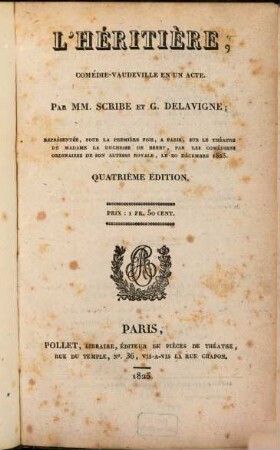 L'HÉRITIÈRE,
COMÉDIE-VAUDEVILLE EN UN ACTE.
PAR MM. SCRIBE ET G. DELAVIGNE;
REPRÉSENTÉE, POUR LA PREMIÈRE FOIS, A PARIS, SUR LE THÉATRE
DE MADAME LA DUCHESSE DE BERRY, PAR LES COMÉDIENS
ORDINAIRES DE SON ALTESSE ROYALE, LE 20 DÉCEMBRE 1823.
QUATRIÈME ÉDITION.
PRIX : 1 FR. 50 CENT.
PARIS,
POLLET, LIBRAIRE, ÉDITEUR DE PIÈCES DE THÉATRE,
RUE DU TEMPLE, N°. 36, VIS-A-VIS LA RUE CHAPON.
1825